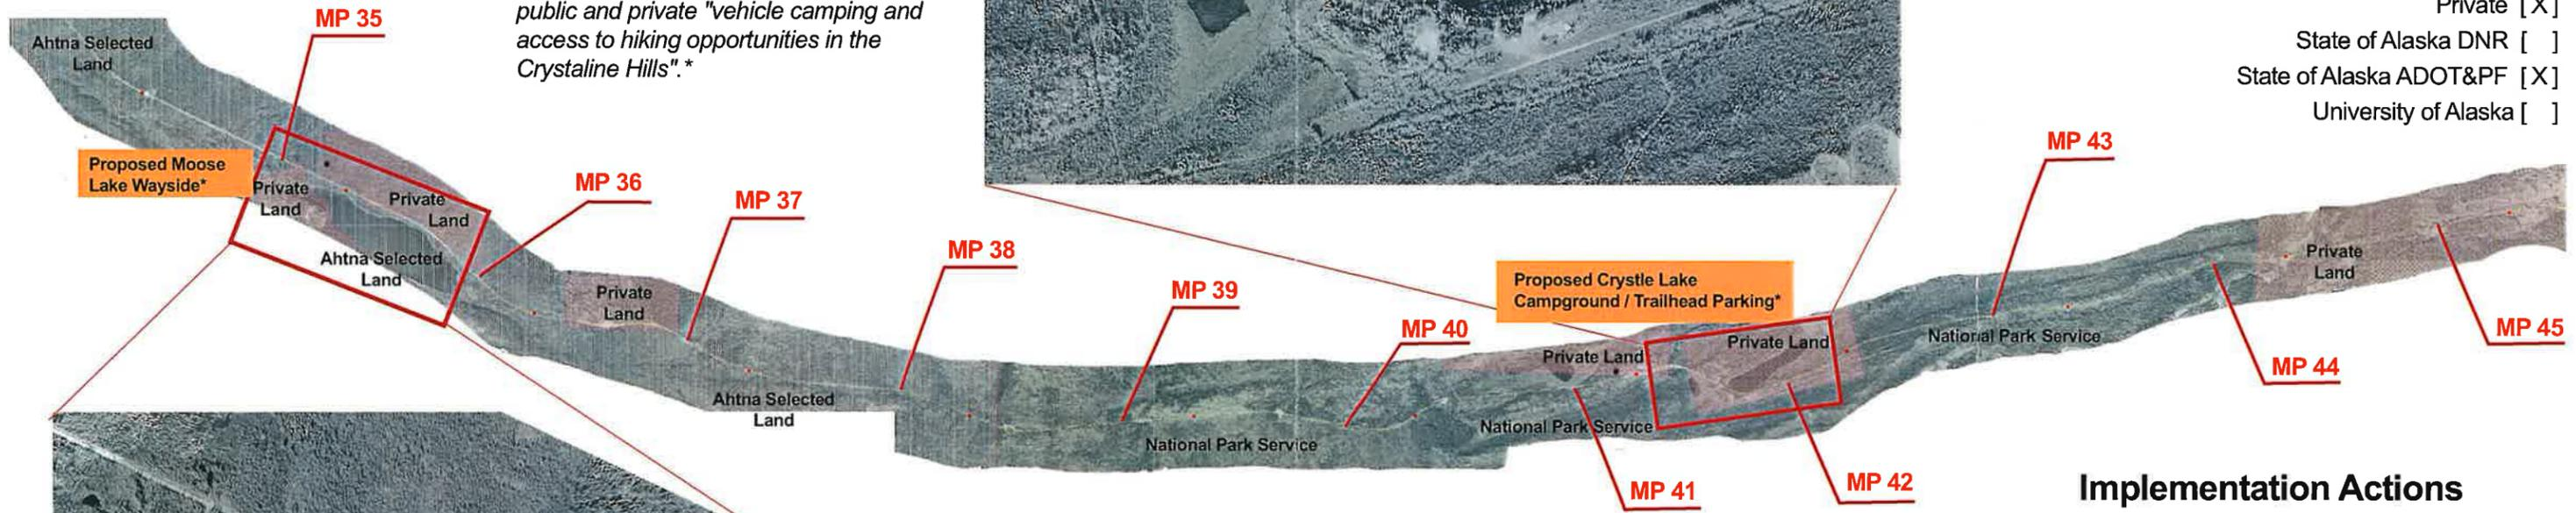 public and private "vehicle camping and
access to hiking opportunities in the
Crystaline Hills".*
Private [X]
State of Alaska DNR [ ]
State of Alaska ADOT&PF [X]
University of Alaska [ ]
MP 35
Ahtna Selected
Land
Proposed Moose
Lake Wayside*
Private
Land
Private
Land
Ahtna Selected
Land
MP 36
MP 37
Private
Land
MP 38
Ahtna Selected
Land
MP 39
National Park Service
MP 40
Proposed Crystle Lake
Campground / Trailhead Parking*
Private Land
National Park Service
Private Land
MP 41
MP 42
MP 43
National Park Service
MP 44
Private
Land
MP 45
Implementation Actions